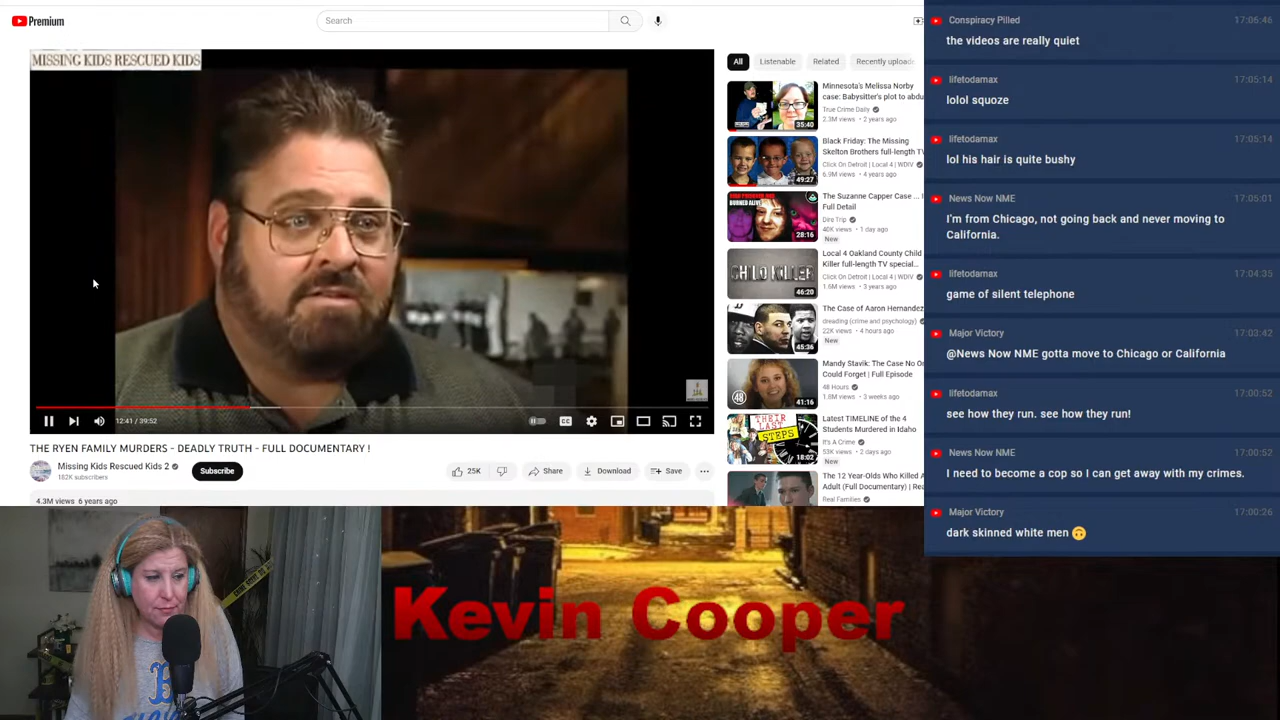 Premium
Search
MISSING KIDS RESCUED KIDS
12:41 / 39:52
THE RYEN FAMILY MURDERS - DEADLY TRUTH - FULL DOCUMENTARY !
Missing Kids Rescued Kids 2
182K subscribers
Subscribe
25K
Share
Download
Save
4.3M views 6 years ago
All
Listenable
Related
Recently uploade
Minnesota's Melissa Norby
case: Babysitter's plot to abdu
True Crime Daily
2.3M views • 2 years ago
35:40
Black Friday: The Missing
Skelton Brothers full-length TV
Click On Detroit | Local 4 | WDIV
6.9M views • 4 years ago
49:27
The Suzanne Capper Case ... I
Full Detail
Dire Trip
40K views • 1 day ago
New
BURNED ALIVE
28:16
Local 4 Oakland County Child
Killer full-length TV special...
Click On Detroit | Local 4 | WDIV
1.6M views • 3 years ago
CHILD KILLER
46:20
The Case of Aaron Hernandez
dreading (crime and psychology)
22K views • 4 hours ago
New
45:36
Mandy Stavik: The Case No O
Could Forget | Full Episode
48 Hours
1.8M views • 3 weeks ago
48
41:16
Latest TIMELINE of the 4
Students Murdered in Idaho
It's A Crime
53K views • 2 days ago
New
THEIR LAST
STEPS
18:02
The 12 Year-Olds Who Killed A
Adult (Full Documentary) | Rea
Real Families
Conspiracy Pilled 17:06:46
the videos are really quiet
lifetodamax 17:05:14
lolol squoze
lifetodamax 17:05:14
lol his hair is quite bushy
News Now NME 17:05:01
I'm from Chicago, not going back and never moving to
California.
lifetodamax 17:04:35
game of silent telephone
Major Victory 17:03:42
@News Now NME gotta move to Chicago or California
lifetodamax 17:00:52
see how they run. see how they run!
News Now NME 17:00:52
I need to become a cop so I can get away with my crimes.
Major Victory 17:00:26
dark skinned white men 🙃
Kevin Cooper